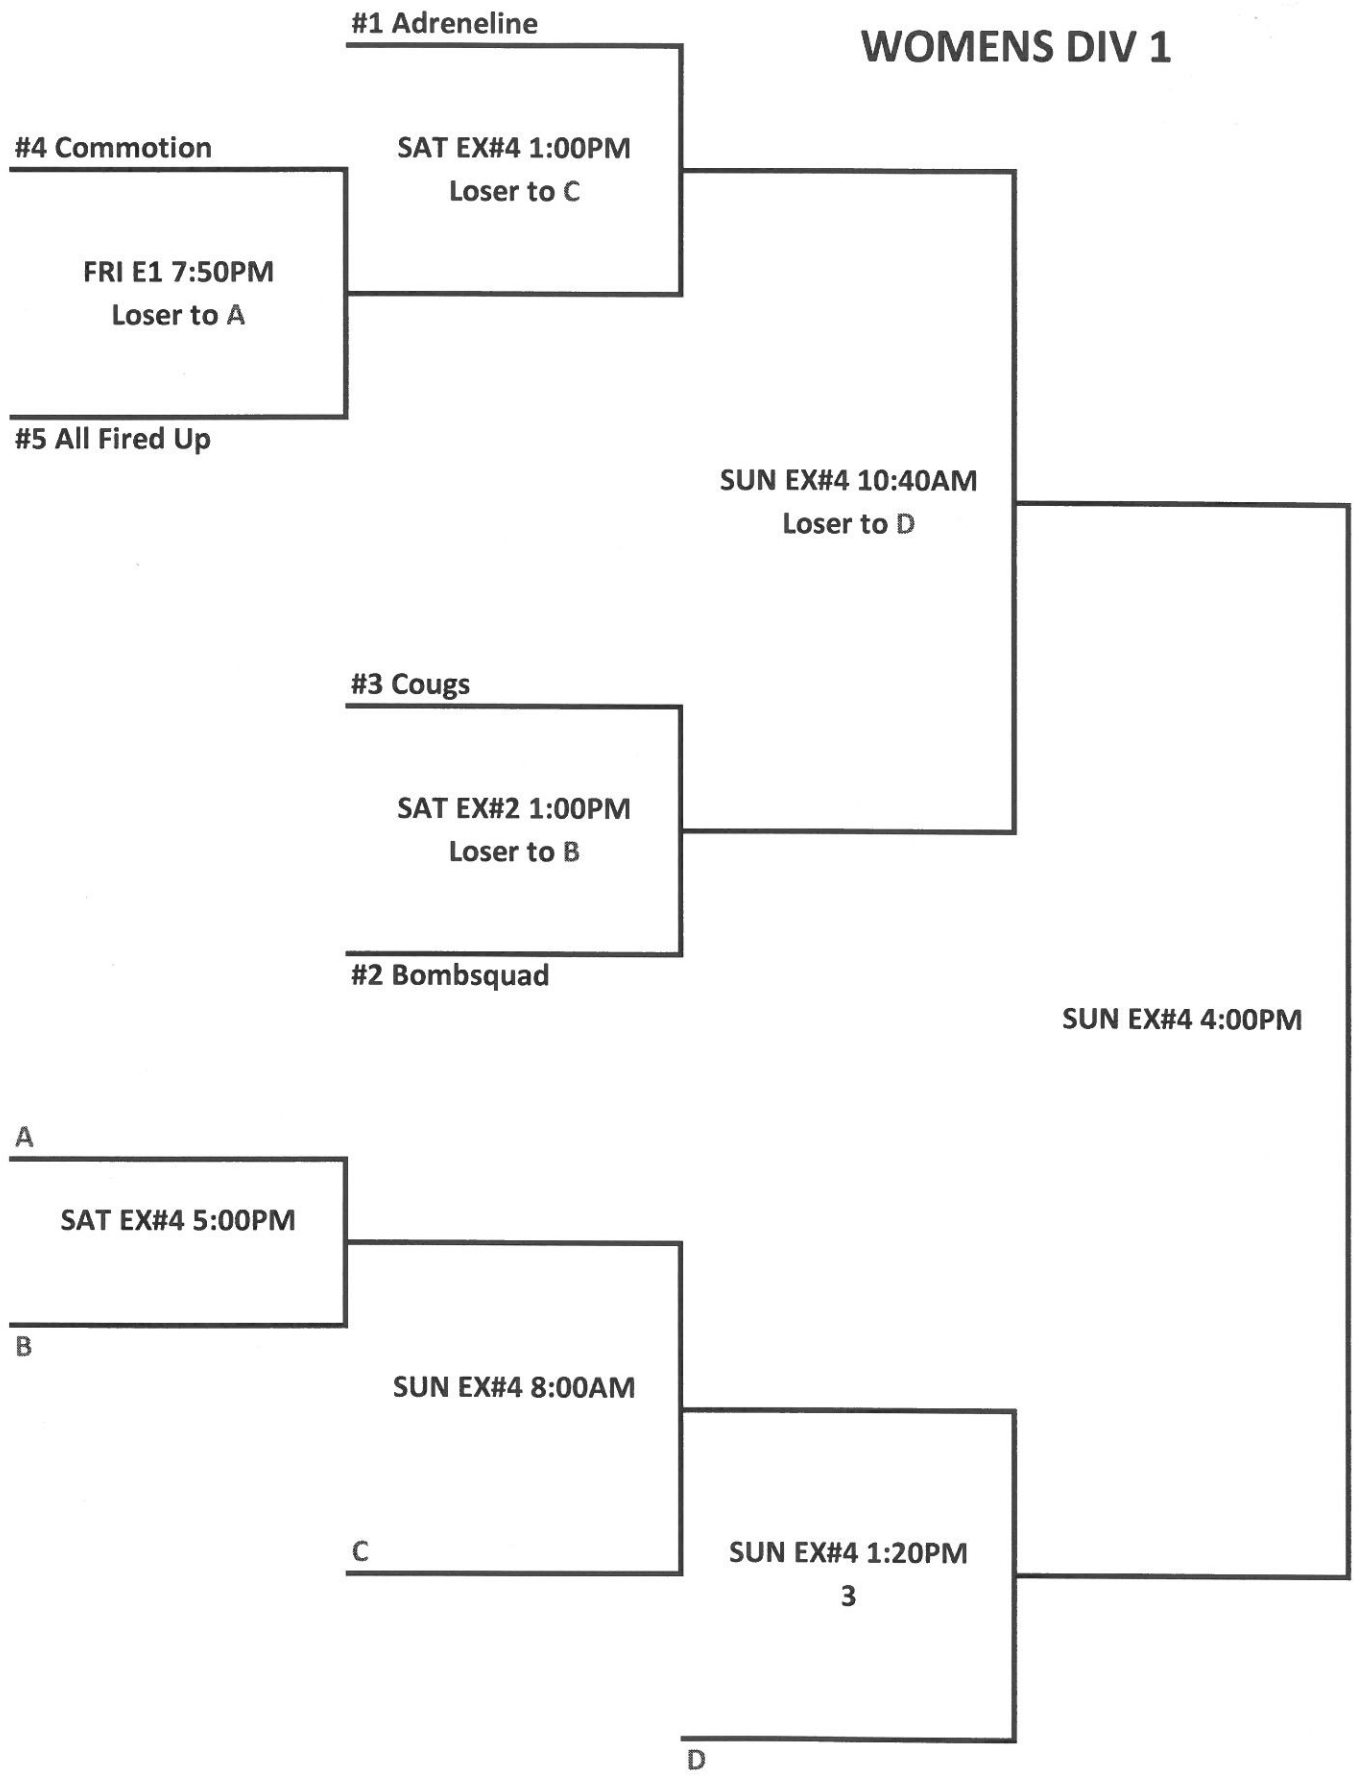 #1 Adreneline
WOMENS DIV 1
#4 Commotion
SAT EX#4 1:00PM
Loser to C
FRI E1 7:50PM
Loser to A
#5 All Fired Up
SUN EX#4 10:40AM
Loser to D
#3 Cougs
SAT EX#2 1:00PM
Loser to B
#2 Bombsquad
SUN EX#4 4:00PM
A
SAT EX#4 5:00PM
B
SUN EX#4 8:00AM
C
SUN EX#4 1:20PM
3
D